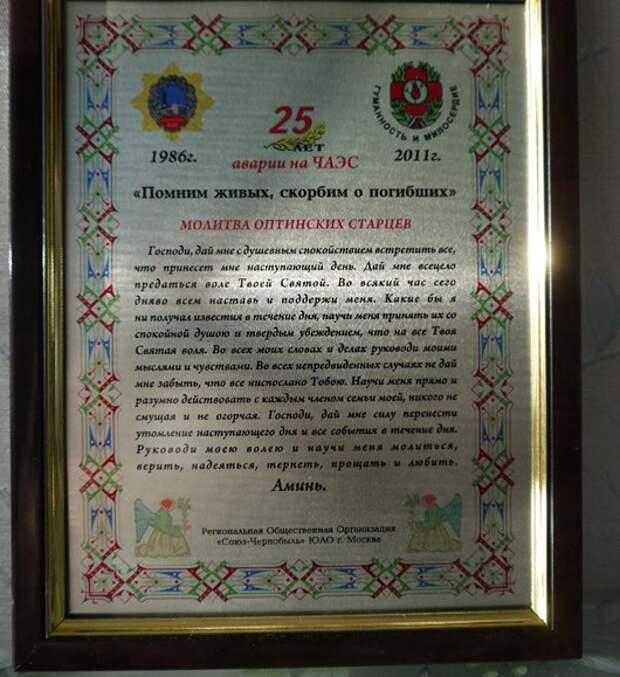 25
ЛЕТ
ГУМАННОСТЬ И МИЛОСЕРДИЕ
1986г.
аварии на ЧАЭС
2011г.
«Помним живых, скорбим о погибших»
МОЛИТВА ОПТИНСКИХ СТАРЦЕВ
Господи, дай мне с душевным спокойствием встретить все,
что принесет мне наступающий день. Дай мне всецело
предаться воле Твоей Святой. Во всякий час сего
дняво всем наставь и поддержи меня. Какие бы я
ни получал известия в течение дня, научи меня принять их со
спокойной душою и твердым убеждением, что на все Твоя
Святая воля. Во всех моих словах и делах руководи моими
мыслями и чувствами. Во всех непредвиденных случаях не дай
мне забыть, что все ниспослано Тобою. Научи меня прямо и
разумно действовать с каждым членом семьи моей, никого не
смущая и не огорчая. Господи, дай мне силу перенести
утомление наступающего дня и все события в течение дня.
Руководи моею волею и научи меня молиться,
верить, надеяться, терпеть, прощать и любить.
Аминь.
Региональная Общественная Организация
«Союз-Чернобыль» ЮАО г. Москва